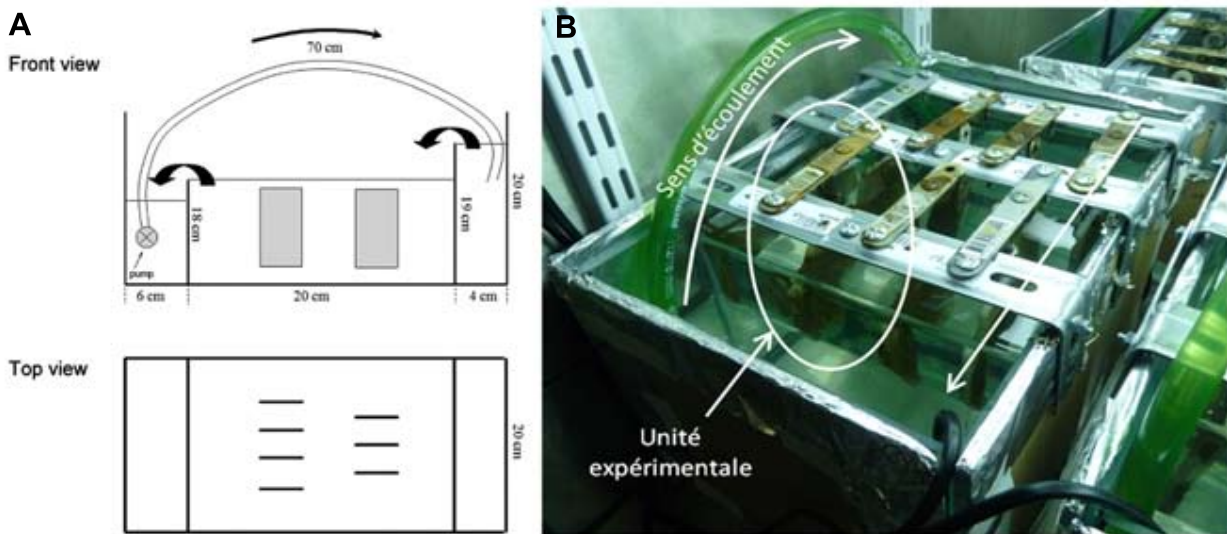 A
Front view
70 cm
18 cm
19 cm
20 cm
pump
6 cm
20 cm
4 cm
Top view
20 cm
B
Sens d'écoulement
Unité
expérimentale